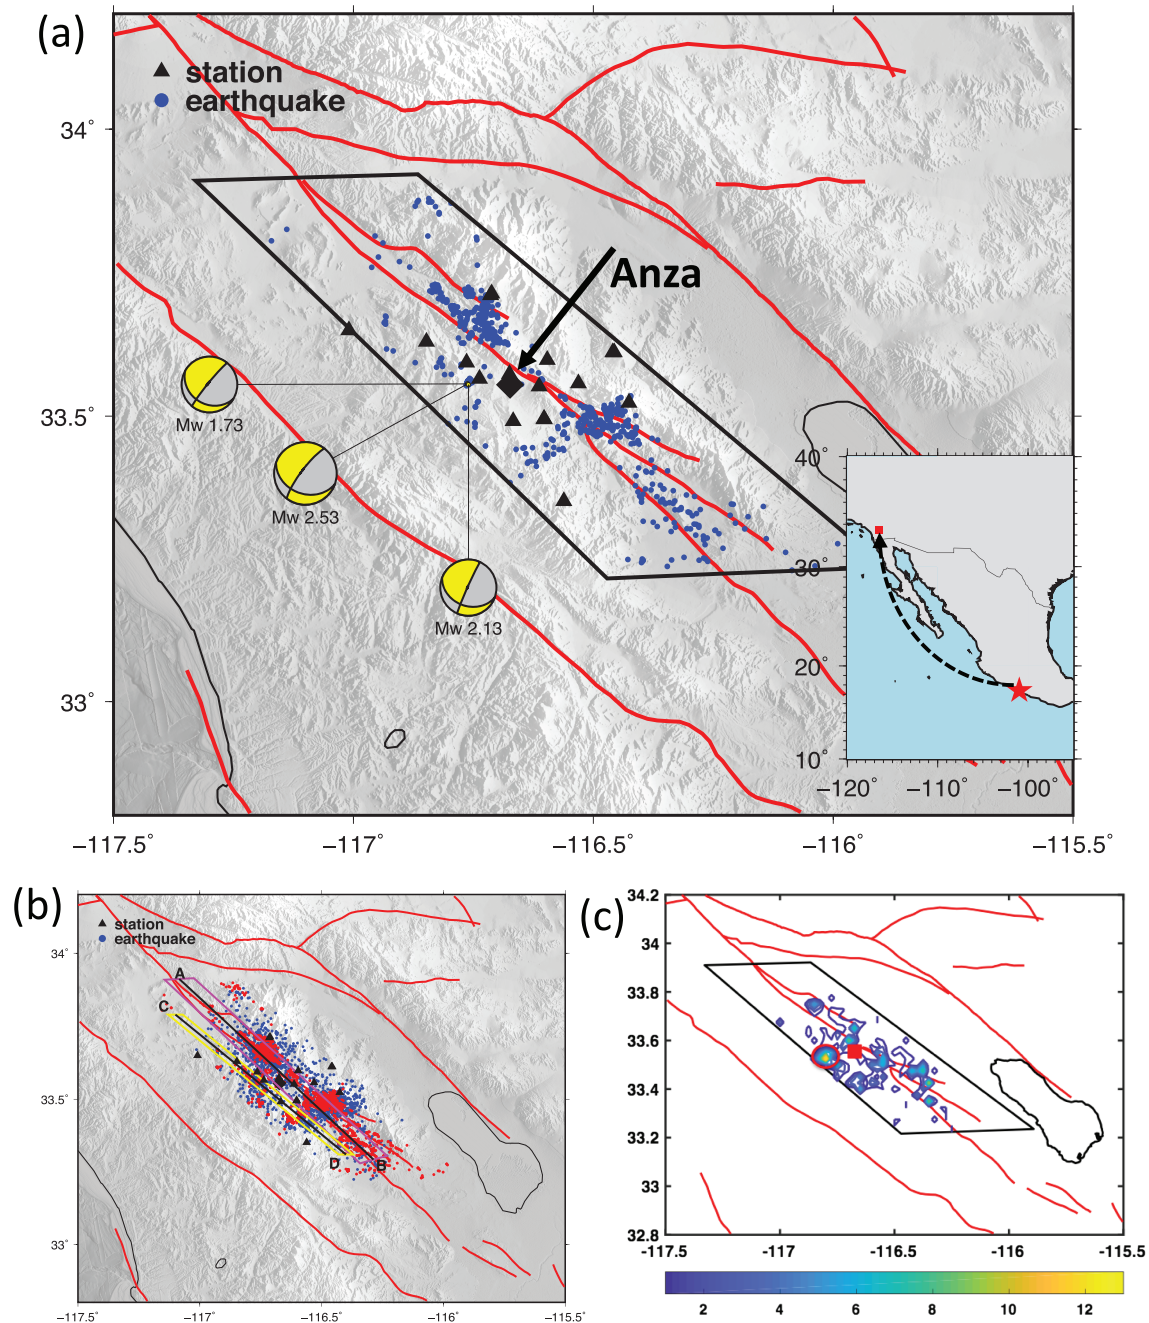 (a)
station
earthquake
34°
33.5°
33°
Anza
Mw 1.73
Mw 2.53
Mw 2.13
40°
30°
20°
10°
−120 −110° −100°
−117.5° −117° −116.5° −116° −115.5°
(b)
station
earthquake
A
C
D
B
34°
33.5°
33°
−117.5° −117° −116.5° −116° −115.5°
(c)
34.2
34
33.8
33.6
33.4
33.2
33
32.8
-117.5 -117 -116.5 -116 -115.5
2 4 6 8 10 12